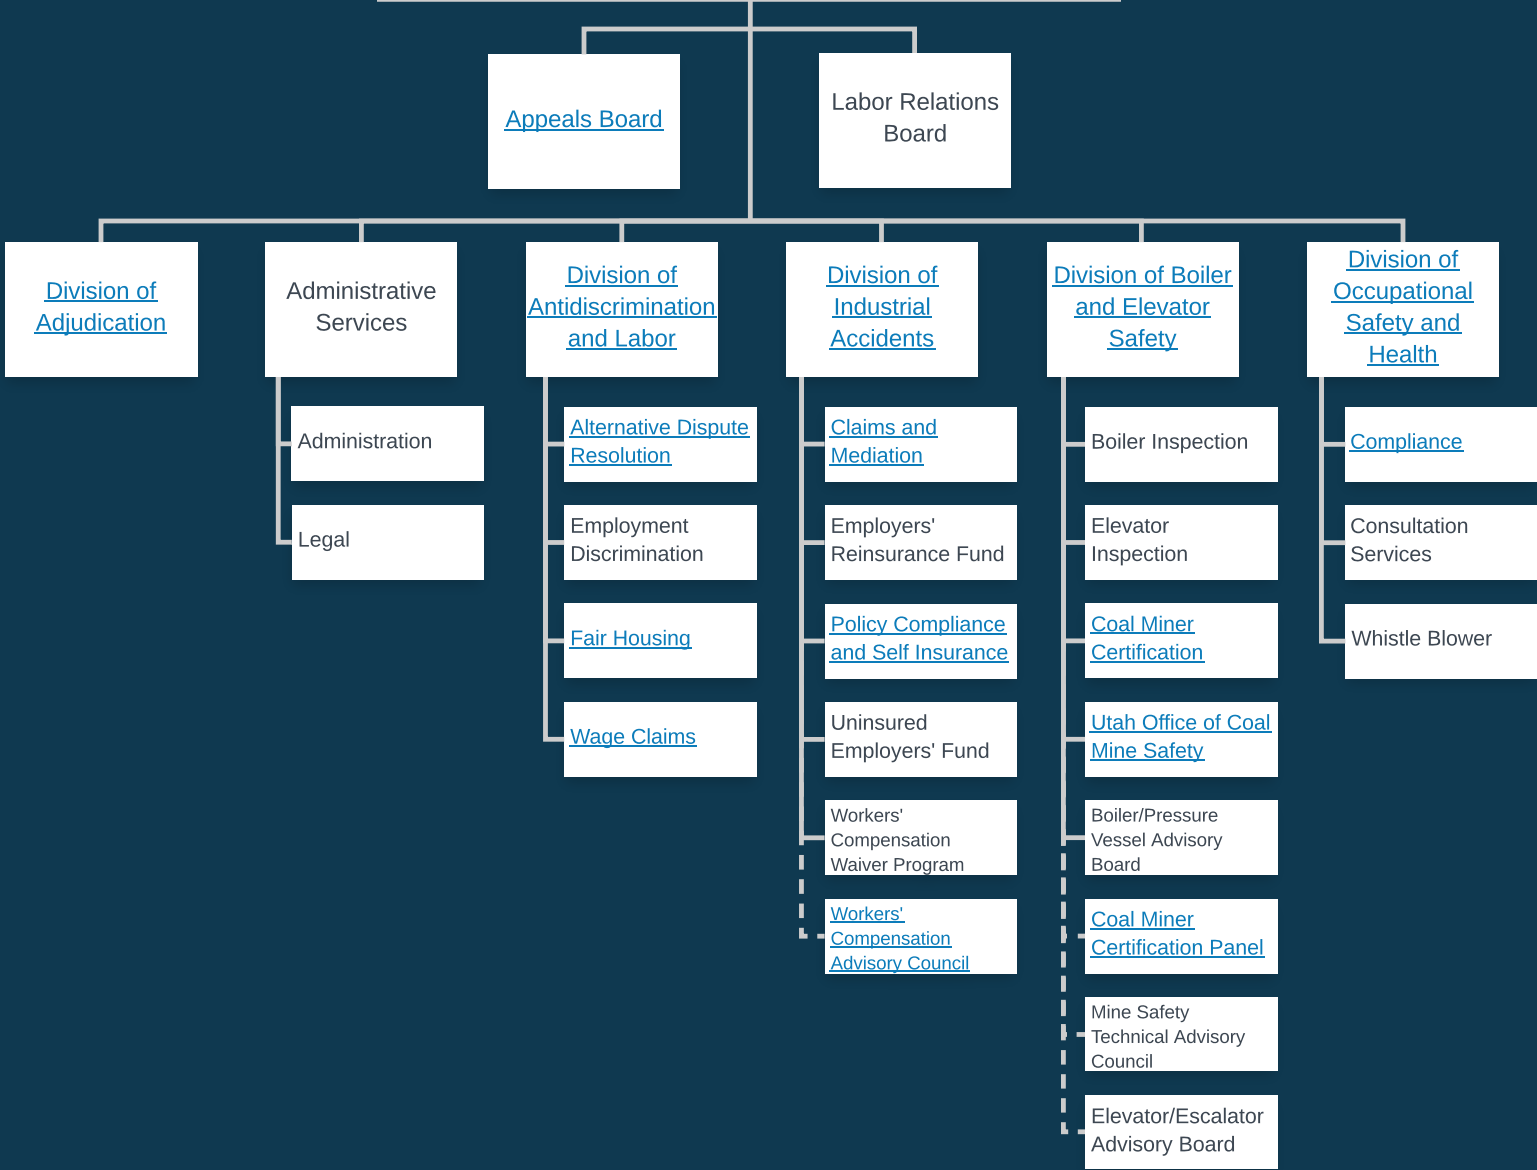 Appeals Board
Labor Relations
Board
Division of
Adjudication
Administrative
Services
Division of
Antidiscrimination
and Labor
Division of
Industrial
Accidents
Division of Boiler
and Elevator
Safety
Division of
Occupational
Safety and
Health
Administration
Legal
Alternative Dispute
Resolution
Employment
Discrimination
Fair Housing
Wage Claims
Claims and
Mediation
Employers'
Reinsurance Fund
Policy Compliance
and Self Insurance
Uninsured
Employers' Fund
Workers'
Compensation
Waiver Program
Workers'
Compensation
Advisory Council
Boiler Inspection
Elevator
Inspection
Coal Miner
Certification
Utah Office of Coal
Mine Safety
Boiler/Pressure
Vessel Advisory
Board
Coal Miner
Certification Panel
Mine Safety
Technical Advisory
Council
Elevator/Escalator
Advisory Board
Compliance
Consultation
Services
Whistle Blower